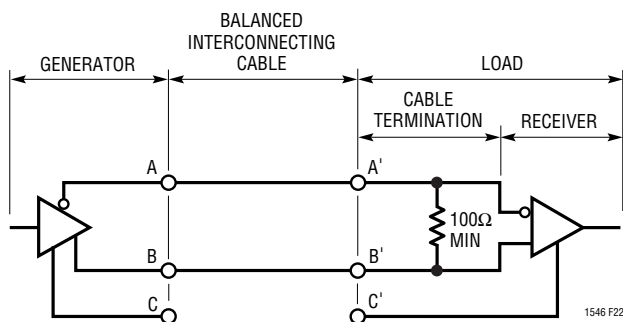 BALANCED
INTERCONNECTING
CABLE
GENERATOR
LOAD
CABLE
TERMINATION
RECEIVER
A
A'
100Ω
MIN
B
B'
C
C'
1546 F22